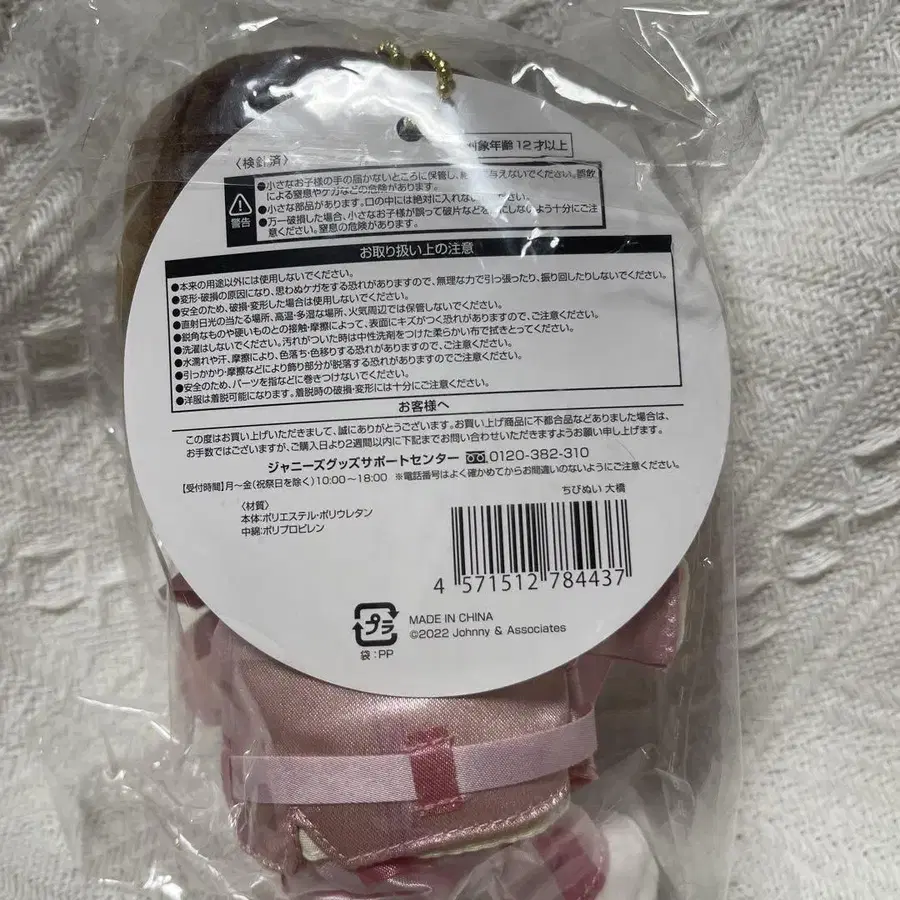 〈検針済〉
対象年齢12才以上
警告
●小さなお子様の手の届かないところに保管し、絶対に与えないでください。誤飲
による窒息やケガなどの危険があります。
●小さな部品があります。口の中には絶対に入れないでください。
●万一破損した場合、小さなお子様が誤って破片などを口にしないよう十分にご注
意ください。窒息の危険があります。
お取り扱い上の注意
●本来の用途以外には使用しないでください。
●変形・破損の原因になり、思わぬケガをする恐れがありますので、無理な力で引っ張ったり、振り回したりしないでください。
●安全のため、破損・変形した場合は使用しないでください。
●直射日光の当たる場所、高温・多湿な場所、火気周辺では保管しないでください。
●鋭角なものや硬いものとの接触・摩擦によって、表面にキズがつく恐れがありますので、ご注意ください。
●洗濯はしないでください。汚れがついた時は中性洗剤をつけた柔らかい布で拭きとってください。
●水濡れや汗、摩擦により、色落ち・色移りする恐れがありますので、ご注意ください。
●引っかかり・摩擦などにより飾り部分が脱落する恐れがありますのでご注意ください。
●安全のため、パーツを指などに巻きつけないでください。
●洋服は着脱可能になります。着脱時の破損・変形には十分にご注意ください。
お客様へ
この度はお買い上げいただきまして、誠にありがとうございます。お買い上げ商品に不都合品などありました場合は、
お手数ではございますが、ご購入日より2週間以内に下記までお問い合わせいただきますようお願い申し上げます。
ジャニーズグッズサポートセンター 0120-382-310
【受付時間】月〜金(祝祭日を除く)10:00〜18:00 ※電話番号はよく確かめてからお間違いのないようにご注意ください。
〈材質〉
本体:ポリエステル・ポリウレタン
中綿:ポリプロピレン
ちびぬい 大橋
4 571512 784437
プラ
袋:PP
MADE IN CHINA
©2022 Johnny & Associates